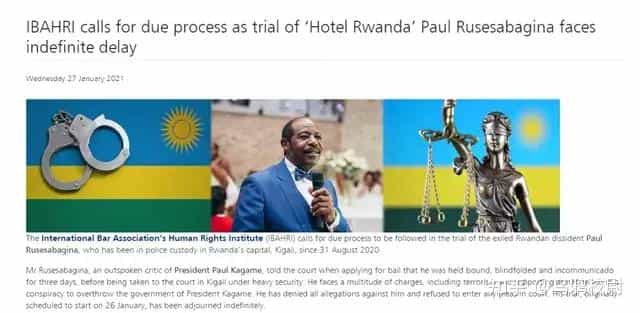 IBAHRI calls for due process as trial of ‘Hotel Rwanda’ Paul Rusesabagina faces
indefinite delay
Wednesday 27 January 2021
The International Bar Association's Human Rights Institute (IBAHRI) calls for due process to be followed in the trial of the exiled Rwandan dissident Paul
Rusesabagina, who has been in police custody in Rwanda's capital, Kigali, since 31 August 2020.
Mr Rusesabagina, an outspoken critic of President Paul Kagame, told the court when applying for bail that he was held bound, blindfolded and incommunicado
for three days, before being taken to the court in Kigali under heavy security. He faces a multitude of charges, including terrorism
conspiracy to overthrow the government of President Kagame. He has denied all allegations against him and refused to enter a plea in court. His trial, originally
scheduled to start on 26 January, has been adjourned indefinitely.
知乎